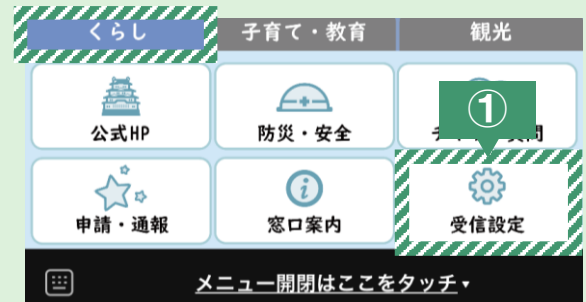 くらし
子育て・教育
観光
公式HP
防災・安全
①
申請・通報
窓口案内
受信設定
メニュー開閉はここをタッチ▾